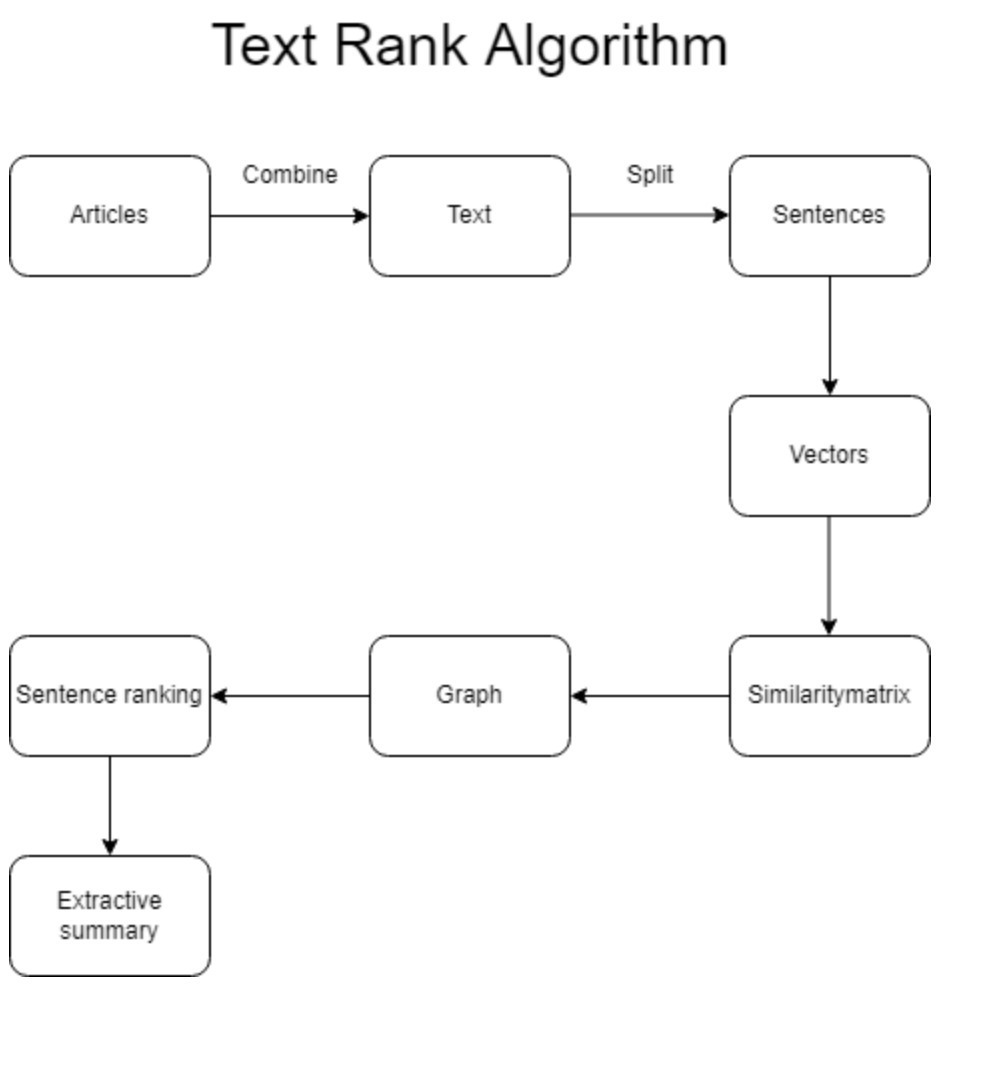 Text Rank Algorithm
Articles
Combine
Text
Split
Sentences
Vectors
Similaritymatrix
Graph
Sentence ranking
Extractive
summary